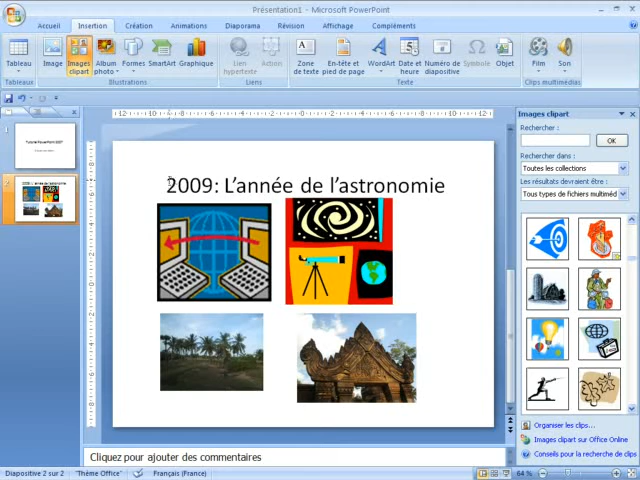 Présentation1 - Microsoft PowerPoint
Accueil Insertion Création Animations Diaporama Révision Affichage Compléments
Tableau
Image
Images clipart
Album photo
Formes
SmartArt
Graphique
Lien hypertexte
Action
Zone de texte
En-tête et pied de page
WordArt
Date et heure
Numéro de diapositive
Symbole
Objet
Film
Son
Tableaux Illustrations Liens Texte Clips multimédias
Images clipart
Rechercher :
OK
Rechercher dans :
Toutes les collections
Les résultats devraient être :
Tous types de fichiers multiméd
1
2
2009: L'année de l'astronomie
Organiser les clips...
Images clipart sur Office Online
Conseils pour la recherche de clips
Cliquez pour ajouter des commentaires
Diapositive 2 sur 2 "Thème Office" Français (France) 64 %